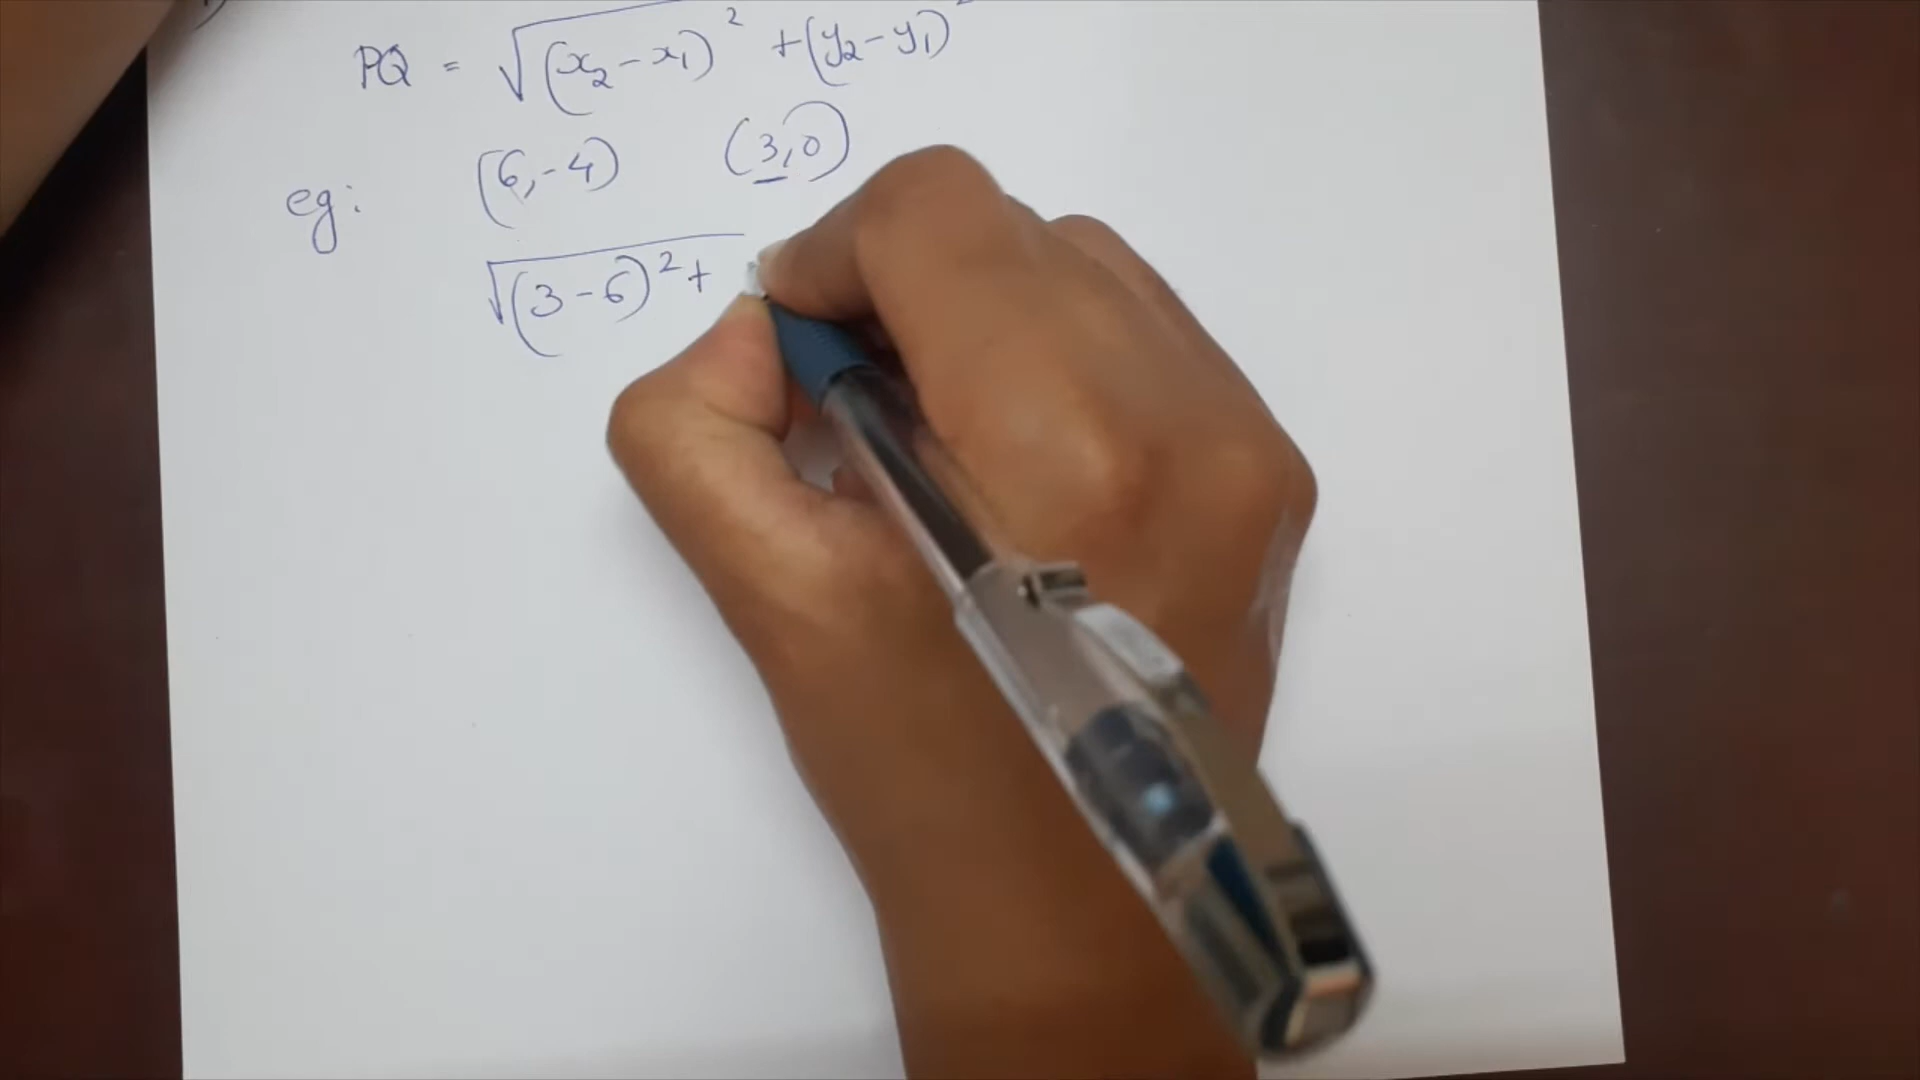 PQ = √(x₂-x₁)² +(y₂-y₁)²
eg: (6,-4) (3,0)
√(3-6)²+